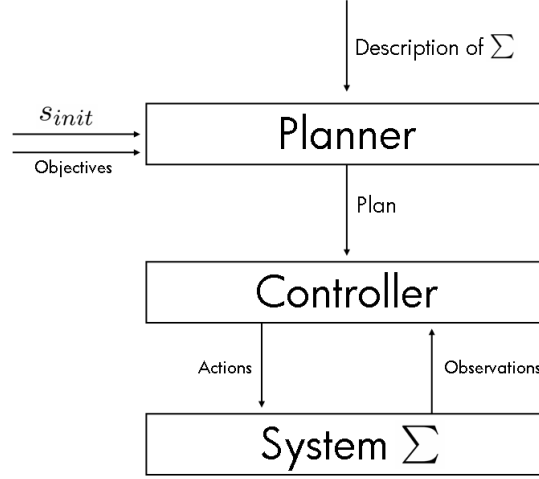 Description of ∑
s_init
Planner
Objectives
Plan
Controller
Actions
Observations
System ∑